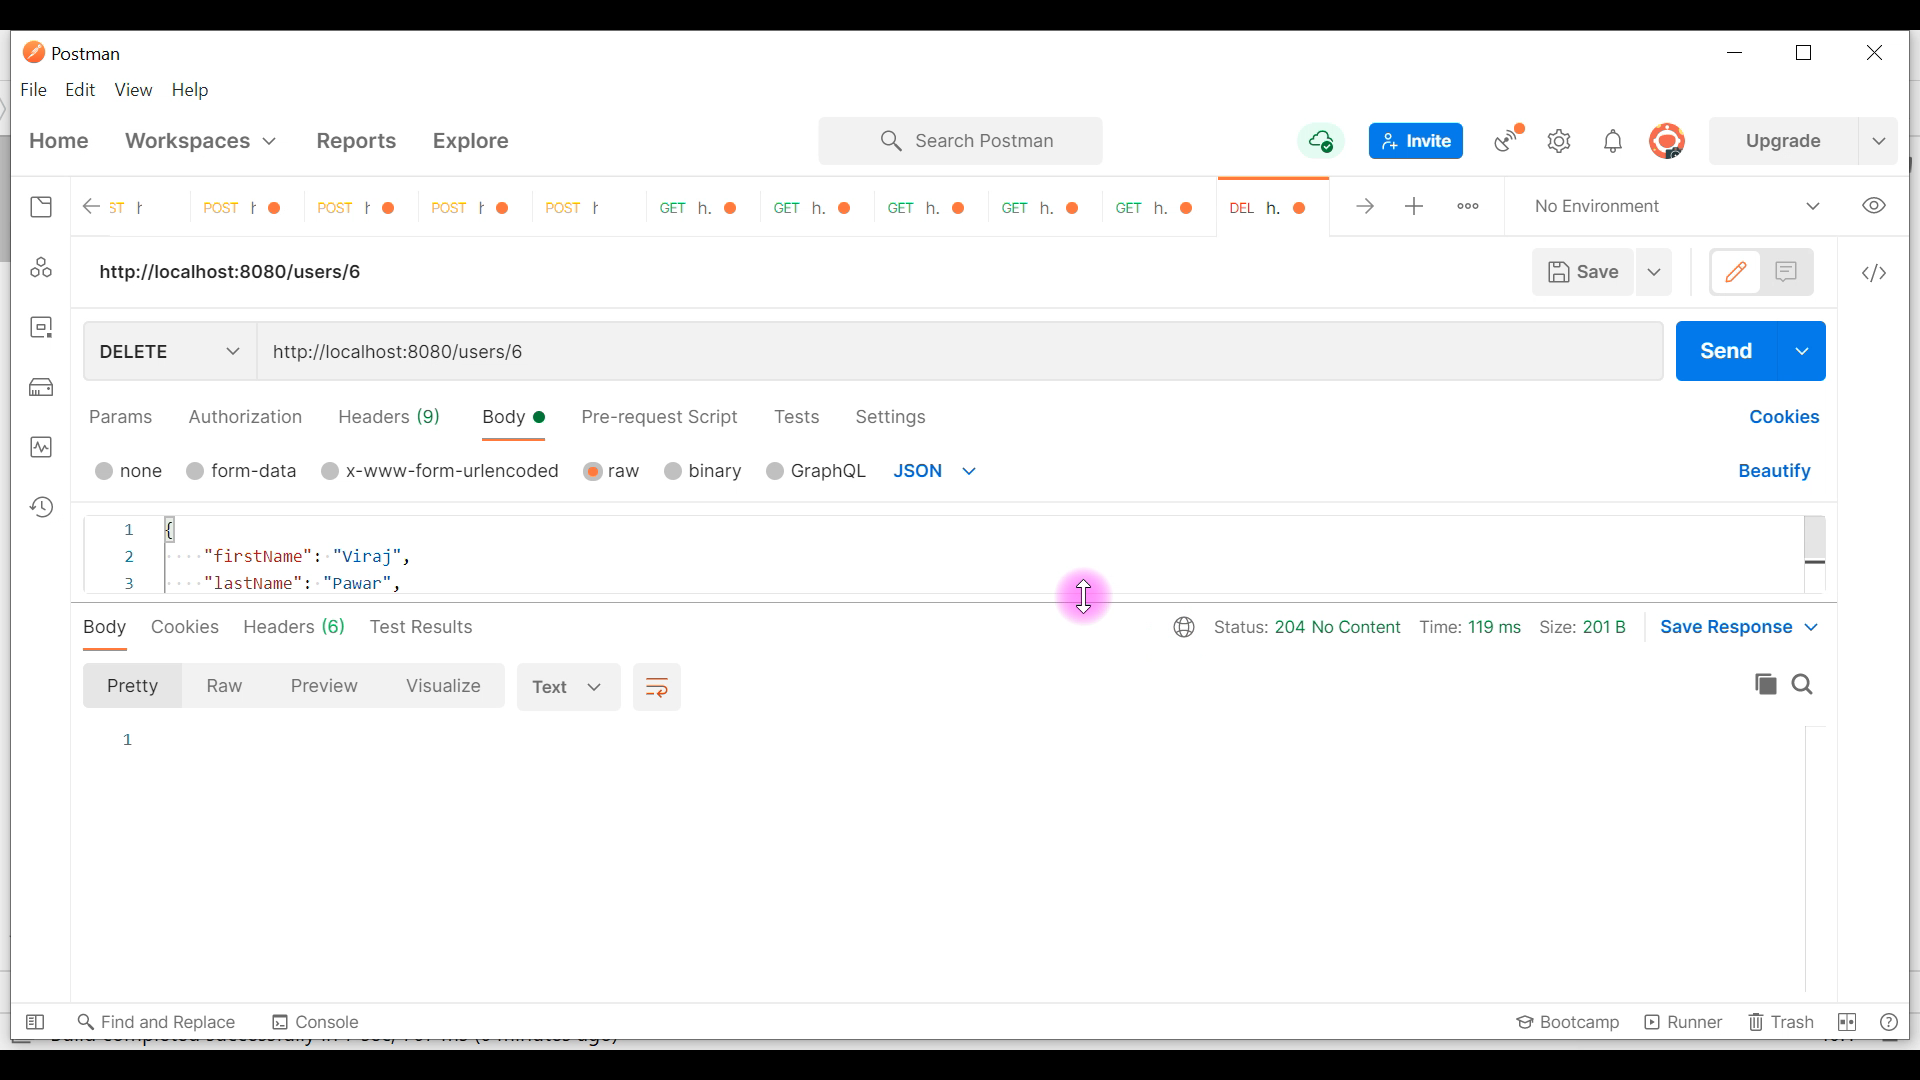 Postman
File Edit View Help
Home Workspaces Reports Explore Search Postman Invite Upgrade
ST h POST h POST h POST h POST h GET h. GET h. GET h. GET h. GET h. DEL h. No Environment
http://localhost:8080/users/6 Save
DELETE http://localhost:8080/users/6 Send
Params Authorization Headers (9) Body Pre-request Script Tests Settings Cookies
none form-data x-www-form-urlencoded raw binary GraphQL JSON Beautify
1 {
2 "firstName": "Viraj",
3 "lastName": "Pawar",
Body Cookies Headers (6) Test Results Status: 204 No Content Time: 119 ms Size: 201 B Save Response
Pretty Raw Preview Visualize Text
1
Find and Replace Console Bootcamp Runner Trash